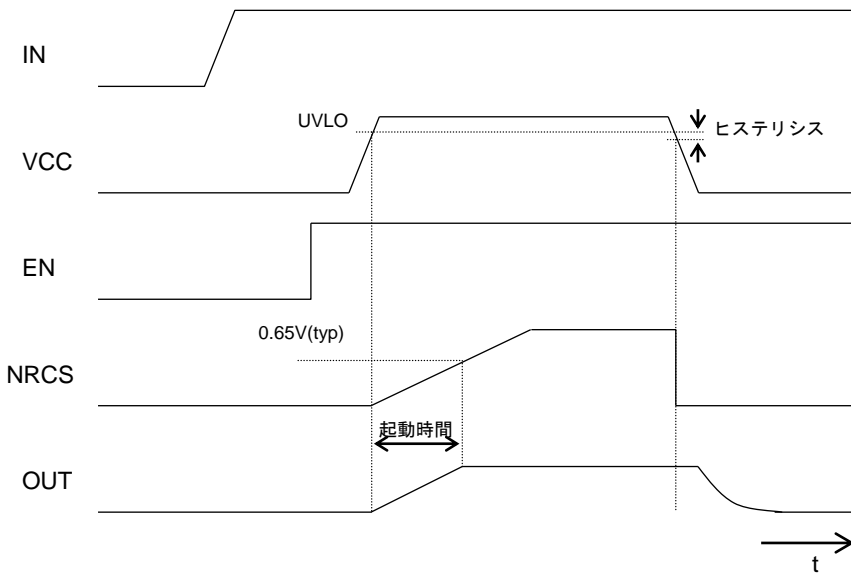 IN
UVLO
ヒステリシス
VCC
EN
0.65V(typ)
NRCS
起動時間
OUT
t